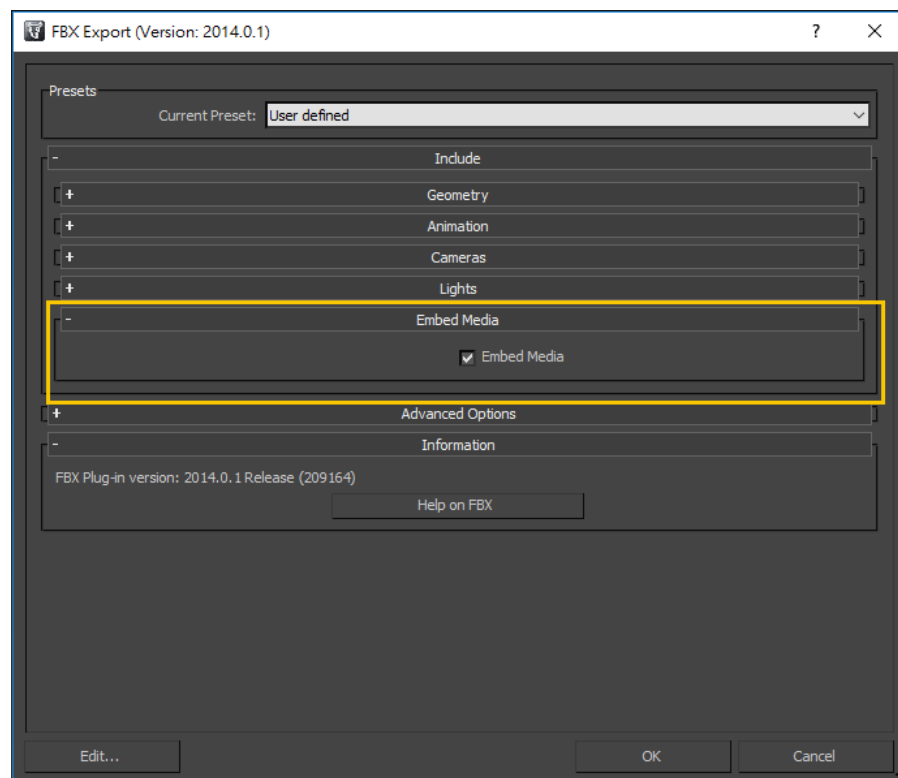 FBX Export (Version: 2014.0.1)
?
Presets
Current Preset: User defined
- Include
+ Geometry
+ Animation
+ Cameras
+ Lights
- Embed Media
Embed Media
+ Advanced Options
- Information
FBX Plug-in version: 2014.0.1 Release (209164)
Help on FBX
Edit... OK Cancel